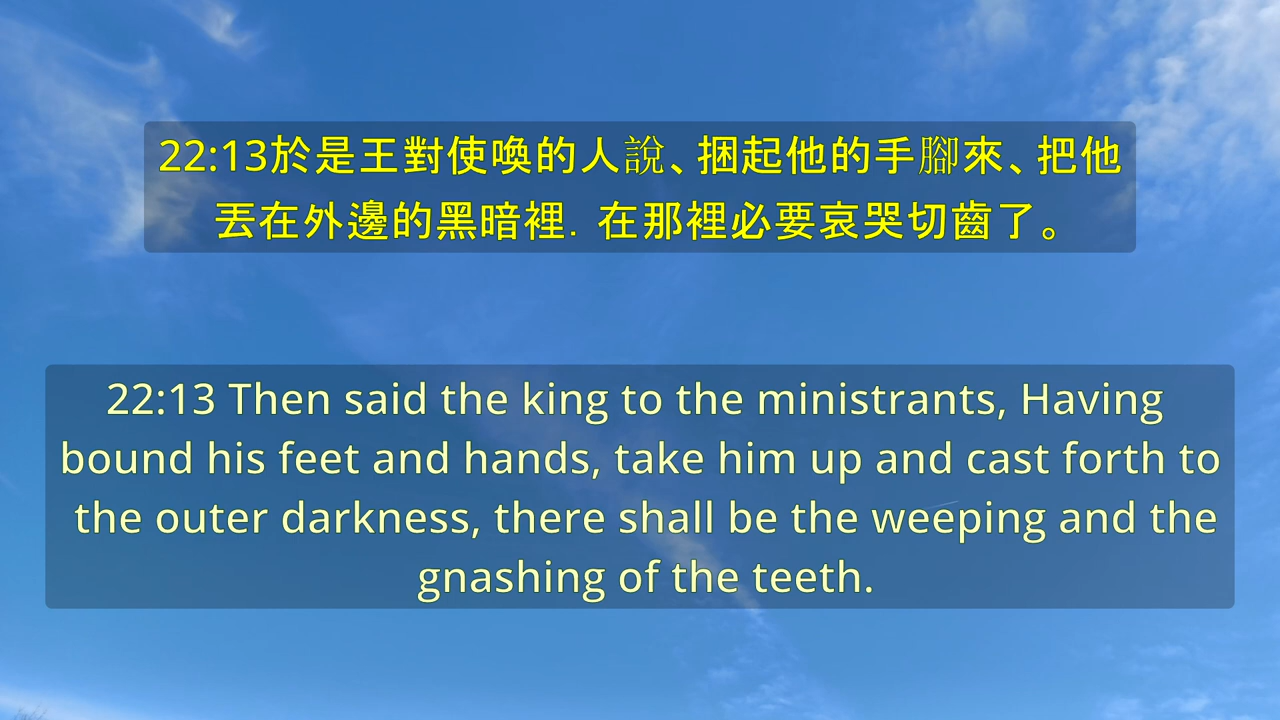 22:13於是王對使喚的人說、捆起他的手腳來、把他
丟在外邊的黑暗裡．在那裡必要哀哭切齒了。
22:13 Then said the king to the ministrants, Having
bound his feet and hands, take him up and cast forth to
the outer darkness, there shall be the weeping and the
gnashing of the teeth.